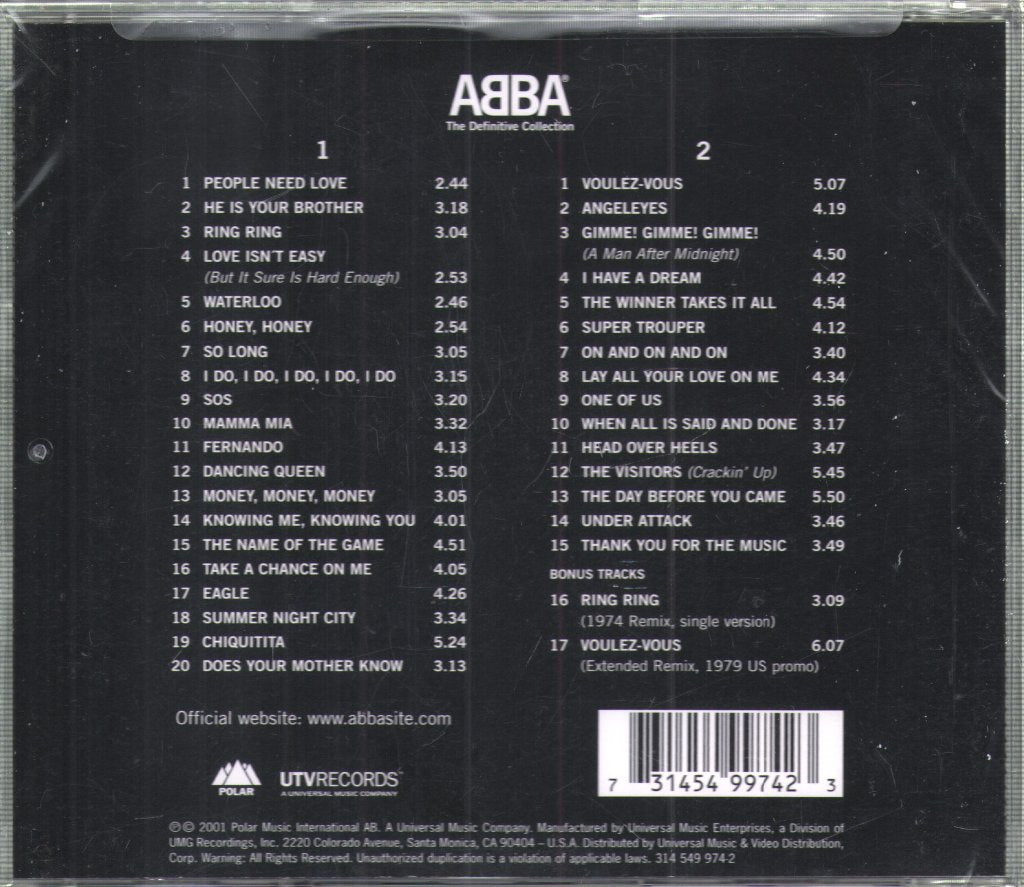 ABBA®
The Definitive Collection
1
1 PEOPLE NEED LOVE 2.44
2 HE IS YOUR BROTHER 3.18
3 RING RING 3.04
4 LOVE ISN'T EASY
(But It Sure Is Hard Enough) 2.53
5 WATERLOO 2.46
6 HONEY, HONEY 2.54
7 SO LONG 3.05
8 I DO, I DO, I DO, I DO, I DO 3.15
9 SOS 3.20
10 MAMMA MIA 3.32
11 FERNANDO 4.13
12 DANCING QUEEN 3.50
13 MONEY, MONEY, MONEY 3.05
14 KNOWING ME, KNOWING YOU 4.01
15 THE NAME OF THE GAME 4.51
16 TAKE A CHANCE ON ME 4.05
17 EAGLE 4.26
18 SUMMER NIGHT CITY 3.34
19 CHIQUITITA 5.24
20 DOES YOUR MOTHER KNOW 3.13
2
1 VOULEZ-VOUS 5.07
2 ANGELEYES 4.19
3 GIMME! GIMME! GIMME!
(A Man After Midnight) 4.50
4 I HAVE A DREAM 4.42
5 THE WINNER TAKES IT ALL 4.54
6 SUPER TROUPER 4.12
7 ON AND ON AND ON 3.40
8 LAY ALL YOUR LOVE ON ME 4.34
9 ONE OF US 3.56
10 WHEN ALL IS SAID AND DONE 3.17
11 HEAD OVER HEELS 3.47
12 THE VISITORS (Crackin' Up) 5.45
13 THE DAY BEFORE YOU CAME 5.50
14 UNDER ATTACK 3.46
15 THANK YOU FOR THE MUSIC 3.49
BONUS TRACKS
16 RING RING 3.09
(1974 Remix, single version)
17 VOULEZ-VOUS 6.07
(Extended Remix, 1979 US promo)
Official website: www.abbasite.com
POLAR
UTVRECORDS™
A UNIVERSAL MUSIC COMPANY
7 31454 99742 3
℗© 2001 Polar Music International AB. A Universal Music Company. Manufactured by Universal Music Enterprises, a Division of
UMG Recordings, Inc. 2220 Colorado Avenue, Santa Monica, CA 90404 – U.S.A. Distributed by Universal Music & Video Distribution,
Corp. Warning: All Rights Reserved. Unauthorized duplication is a violation of applicable laws. 314 549 974-2